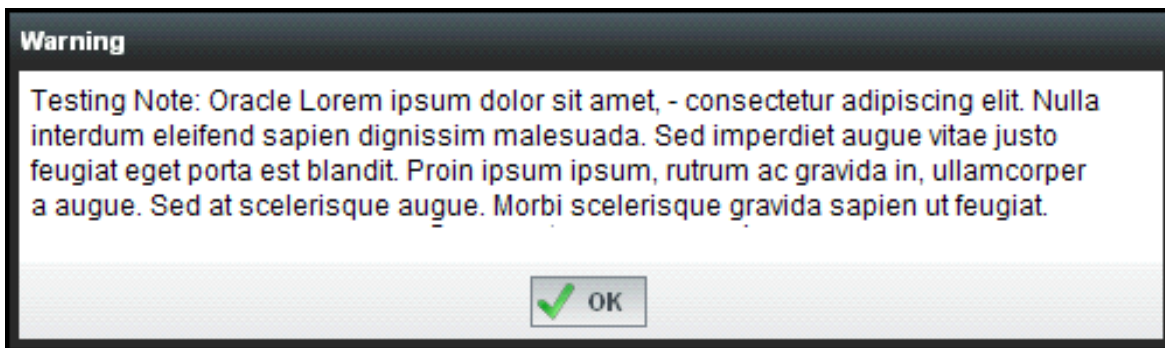 Warning
Testing Note: Oracle Lorem ipsum dolor sit amet, - consectetur adipiscing elit. Nulla
interdum eleifend sapien dignissim malesuada. Sed imperdiet augue vitae justo
feugiat eget porta est blandit. Proin ipsum ipsum, rutrum ac gravida in, ullamcorper
a augue. Sed at scelerisque augue. Morbi scelerisque gravida sapien ut feugiat.
OK